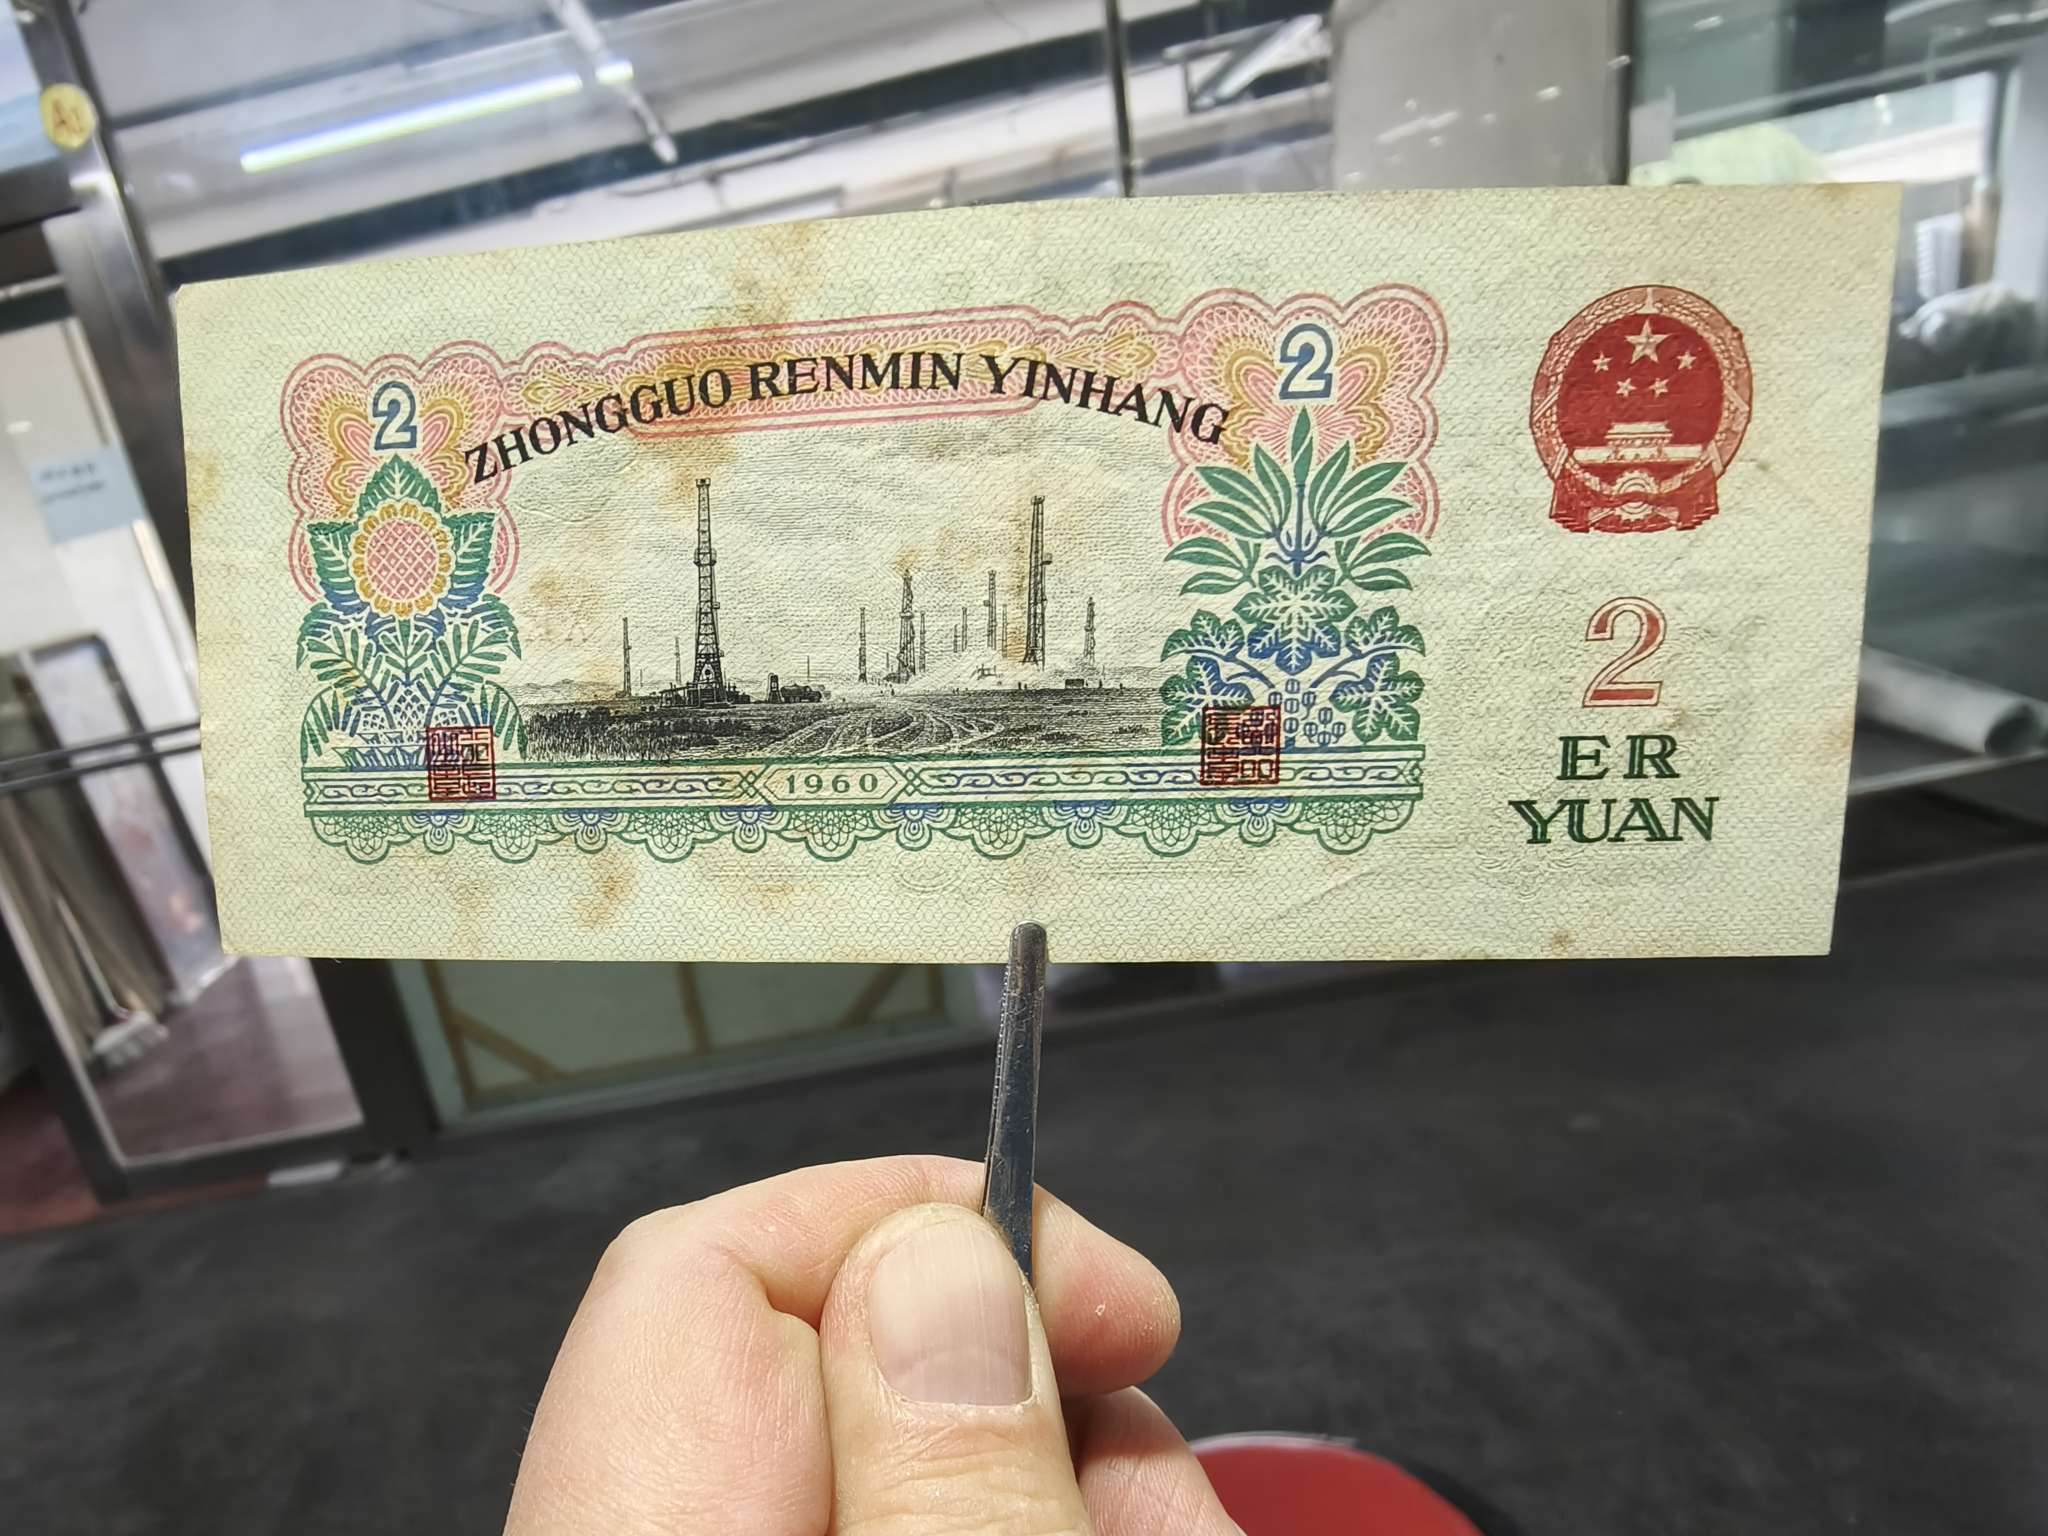 2
ZHONGGUO RENMIN YINHANG
2
1960
2
ER
YUAN